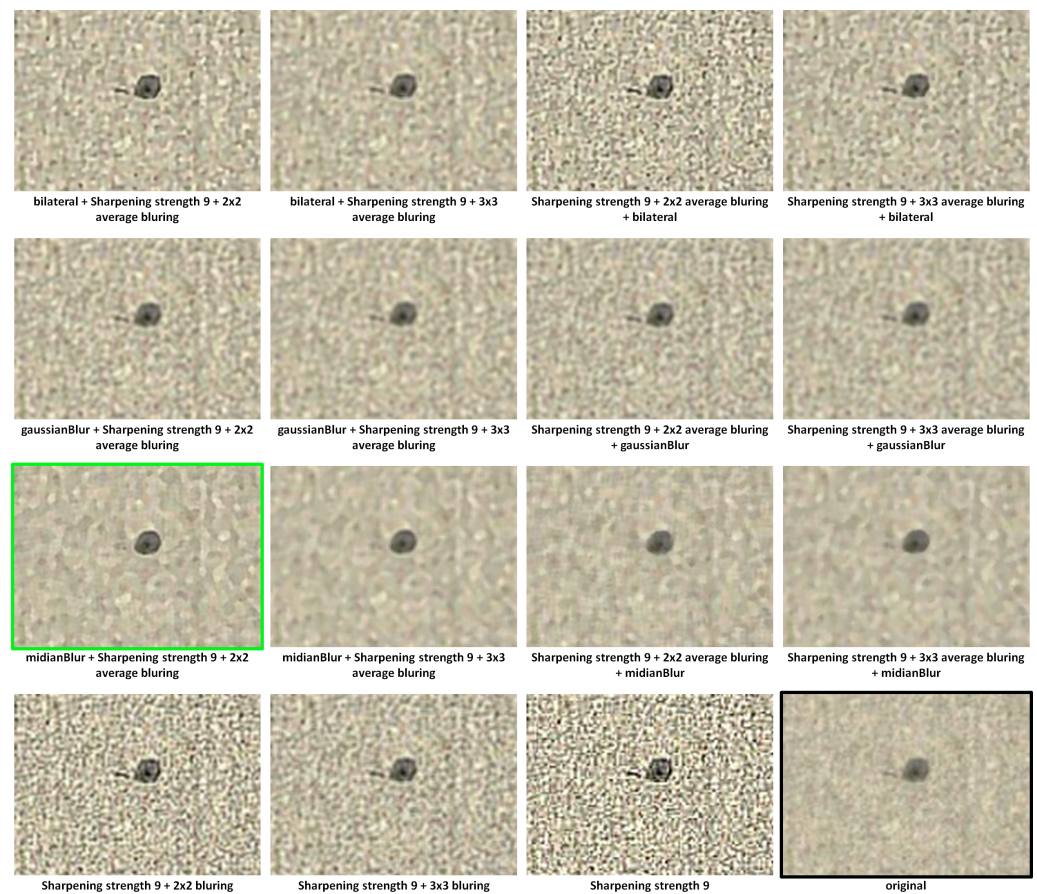 bilateral + Sharpening strength 9 + 2x2
average bluring
bilateral + Sharpening strength 9 + 3x3
average bluring
Sharpening strength 9 + 2x2 average bluring
+ bilateral
Sharpening strength 9 + 3x3 average bluring
+ bilateral
gaussianBlur + Sharpening strength 9 + 2x2
average bluring
gaussianBlur + Sharpening strength 9 + 3x3
average bluring
Sharpening strength 9 + 2x2 average bluring
+ gaussianBlur
Sharpening strength 9 + 3x3 average bluring
+ gaussianBlur
midianBlur + Sharpening strength 9 + 2x2
average bluring
midianBlur + Sharpening strength 9 + 3x3
average bluring
Sharpening strength 9 + 2x2 average bluring
+ midianBlur
Sharpening strength 9 + 3x3 average bluring
+ midianBlur
Sharpening strength 9 + 2x2 bluring
Sharpening strength 9 + 3x3 bluring
Sharpening strength 9
original